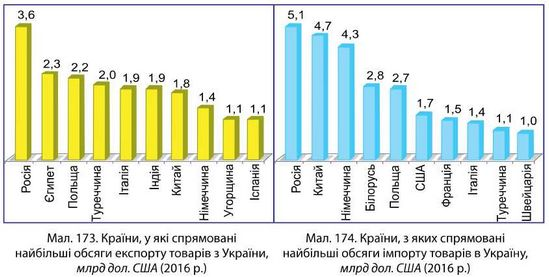 3,6
2,3
2,2
2,0
1,9
1,9
1,8
1,4
1,1
1,1
Росія
Єгипет
Польща
Туреччина
Італія
Індія
Китай
Німеччина
Угорщина
Іспанія
Мал. 173. Країни, у які спрямовані
найбільші обсяги експорту товарів з України,
млрд дол. США (2016 р.)
5,1
4,7
4,3
2,8
2,7
1,7
1,5
1,4
1,1
1,0
Росія
Китай
Німеччина
Білорусь
Польща
США
Франція
Італія
Туреччина
Швейцарія
Мал. 174. Країни, з яких спрямовані
найбільші обсяги імпорту товарів в Україну,
млрд дол. США (2016 р.)